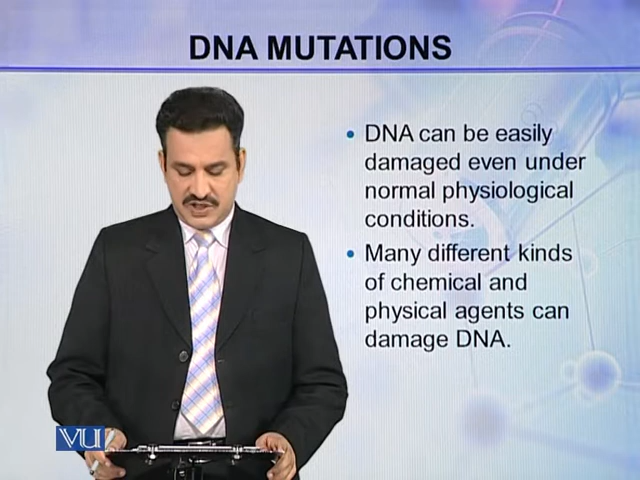 DNA MUTATIONS
• DNA can be easily
damaged even under
normal physiological
conditions.
• Many different kinds
of chemical and
physical agents can
damage DNA.
VU